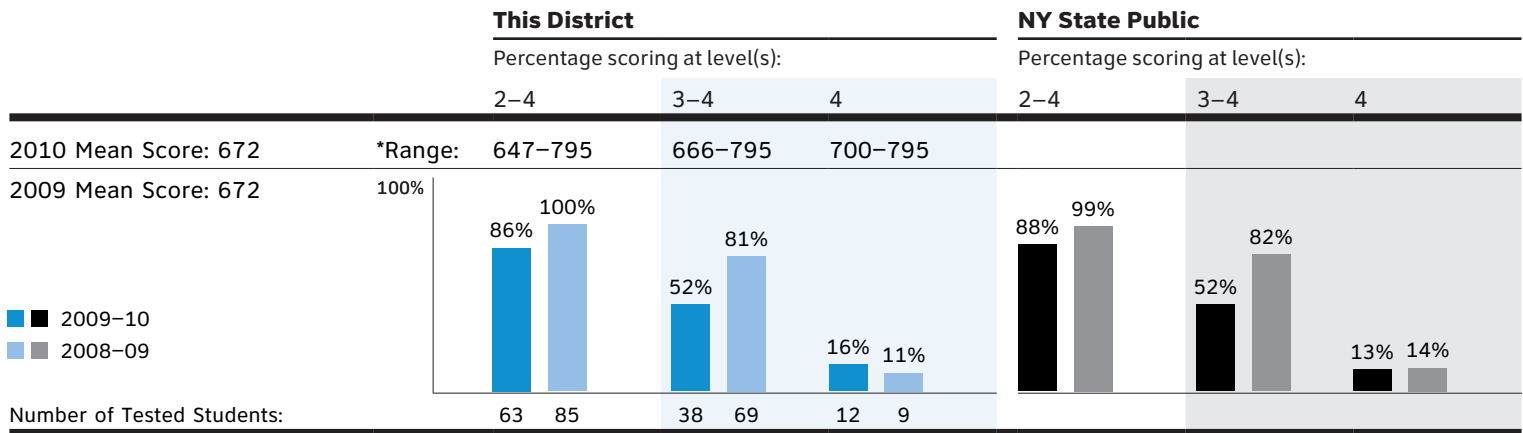 This District NY State Public
Percentage scoring at level(s): Percentage scoring at level(s):
2–4 3–4 4 2–4 3–4 4
2010 Mean Score: 672 *Range: 647–795 666–795 700–795
2009 Mean Score: 672 100%
86% 100% 52% 81% 16% 11% 88% 99% 52% 82% 13% 14%
2009–10
2008–09
Number of Tested Students: 63 85 38 69 12 9